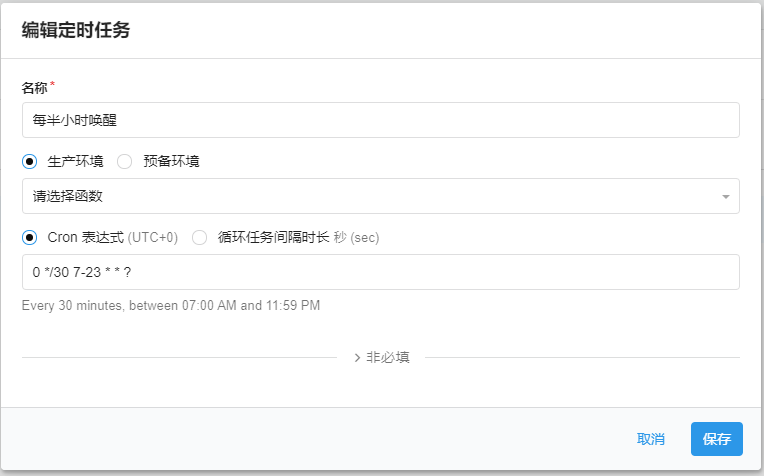 编辑定时任务
名称*
每半小时唤醒
生产环境 预备环境
请选择函数
Cron 表达式 (UTC+0) 循环任务间隔时长 秒 (sec)
0 */30 7-23 * * ?
Every 30 minutes, between 07:00 AM and 11:59 PM
> 非必填
取消 保存